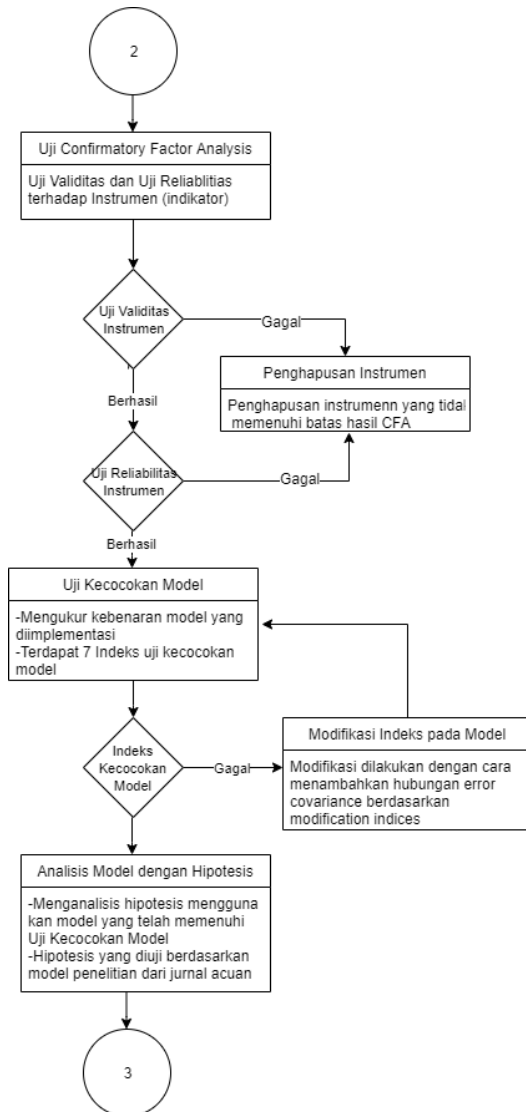 2
Uji Confirmatory Factor Analysis
Uji Validitas dan Uji Reliablitias
terhadap Instrumen (indikator)
Uji Validitas
Instrumen
Gagal
Penghapusan Instrumen
Penghapusan instrumenn yang tidal
memenuhi batas hasil CFA
Berhasil
Uji Reliabilitas
Instrumen
Gagal
Berhasil
Uji Kecocokan Model
-Mengukur kebenaran model yang
diimplementasi
-Terdapat 7 Indeks uji kecocokan
model
Indeks
Kecocokan
Model
Gagal
Modifikasi Indeks pada Model
Modifikasi dilakukan dengan cara
menambahkan hubungan error
covariance berdasarkan
modification indices
Analisis Model dengan Hipotesis
-Menganalisis hipotesis mengguna
kan model yang telah memenuhi
Uji Kecocokan Model
-Hipotesis yang diuji berdasarkan
model penelitian dari jurnal acuan
3